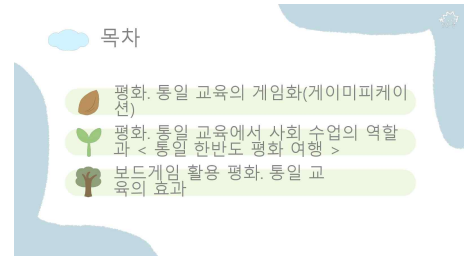 목차
평화. 통일 교육의 게임화(게이미피케이
션)
평화. 통일 교육에서 사회 수업의 역할
과 < 통일 한반도 평화 여행 >
보드게임 활용 평화. 통일 교
육의 효과